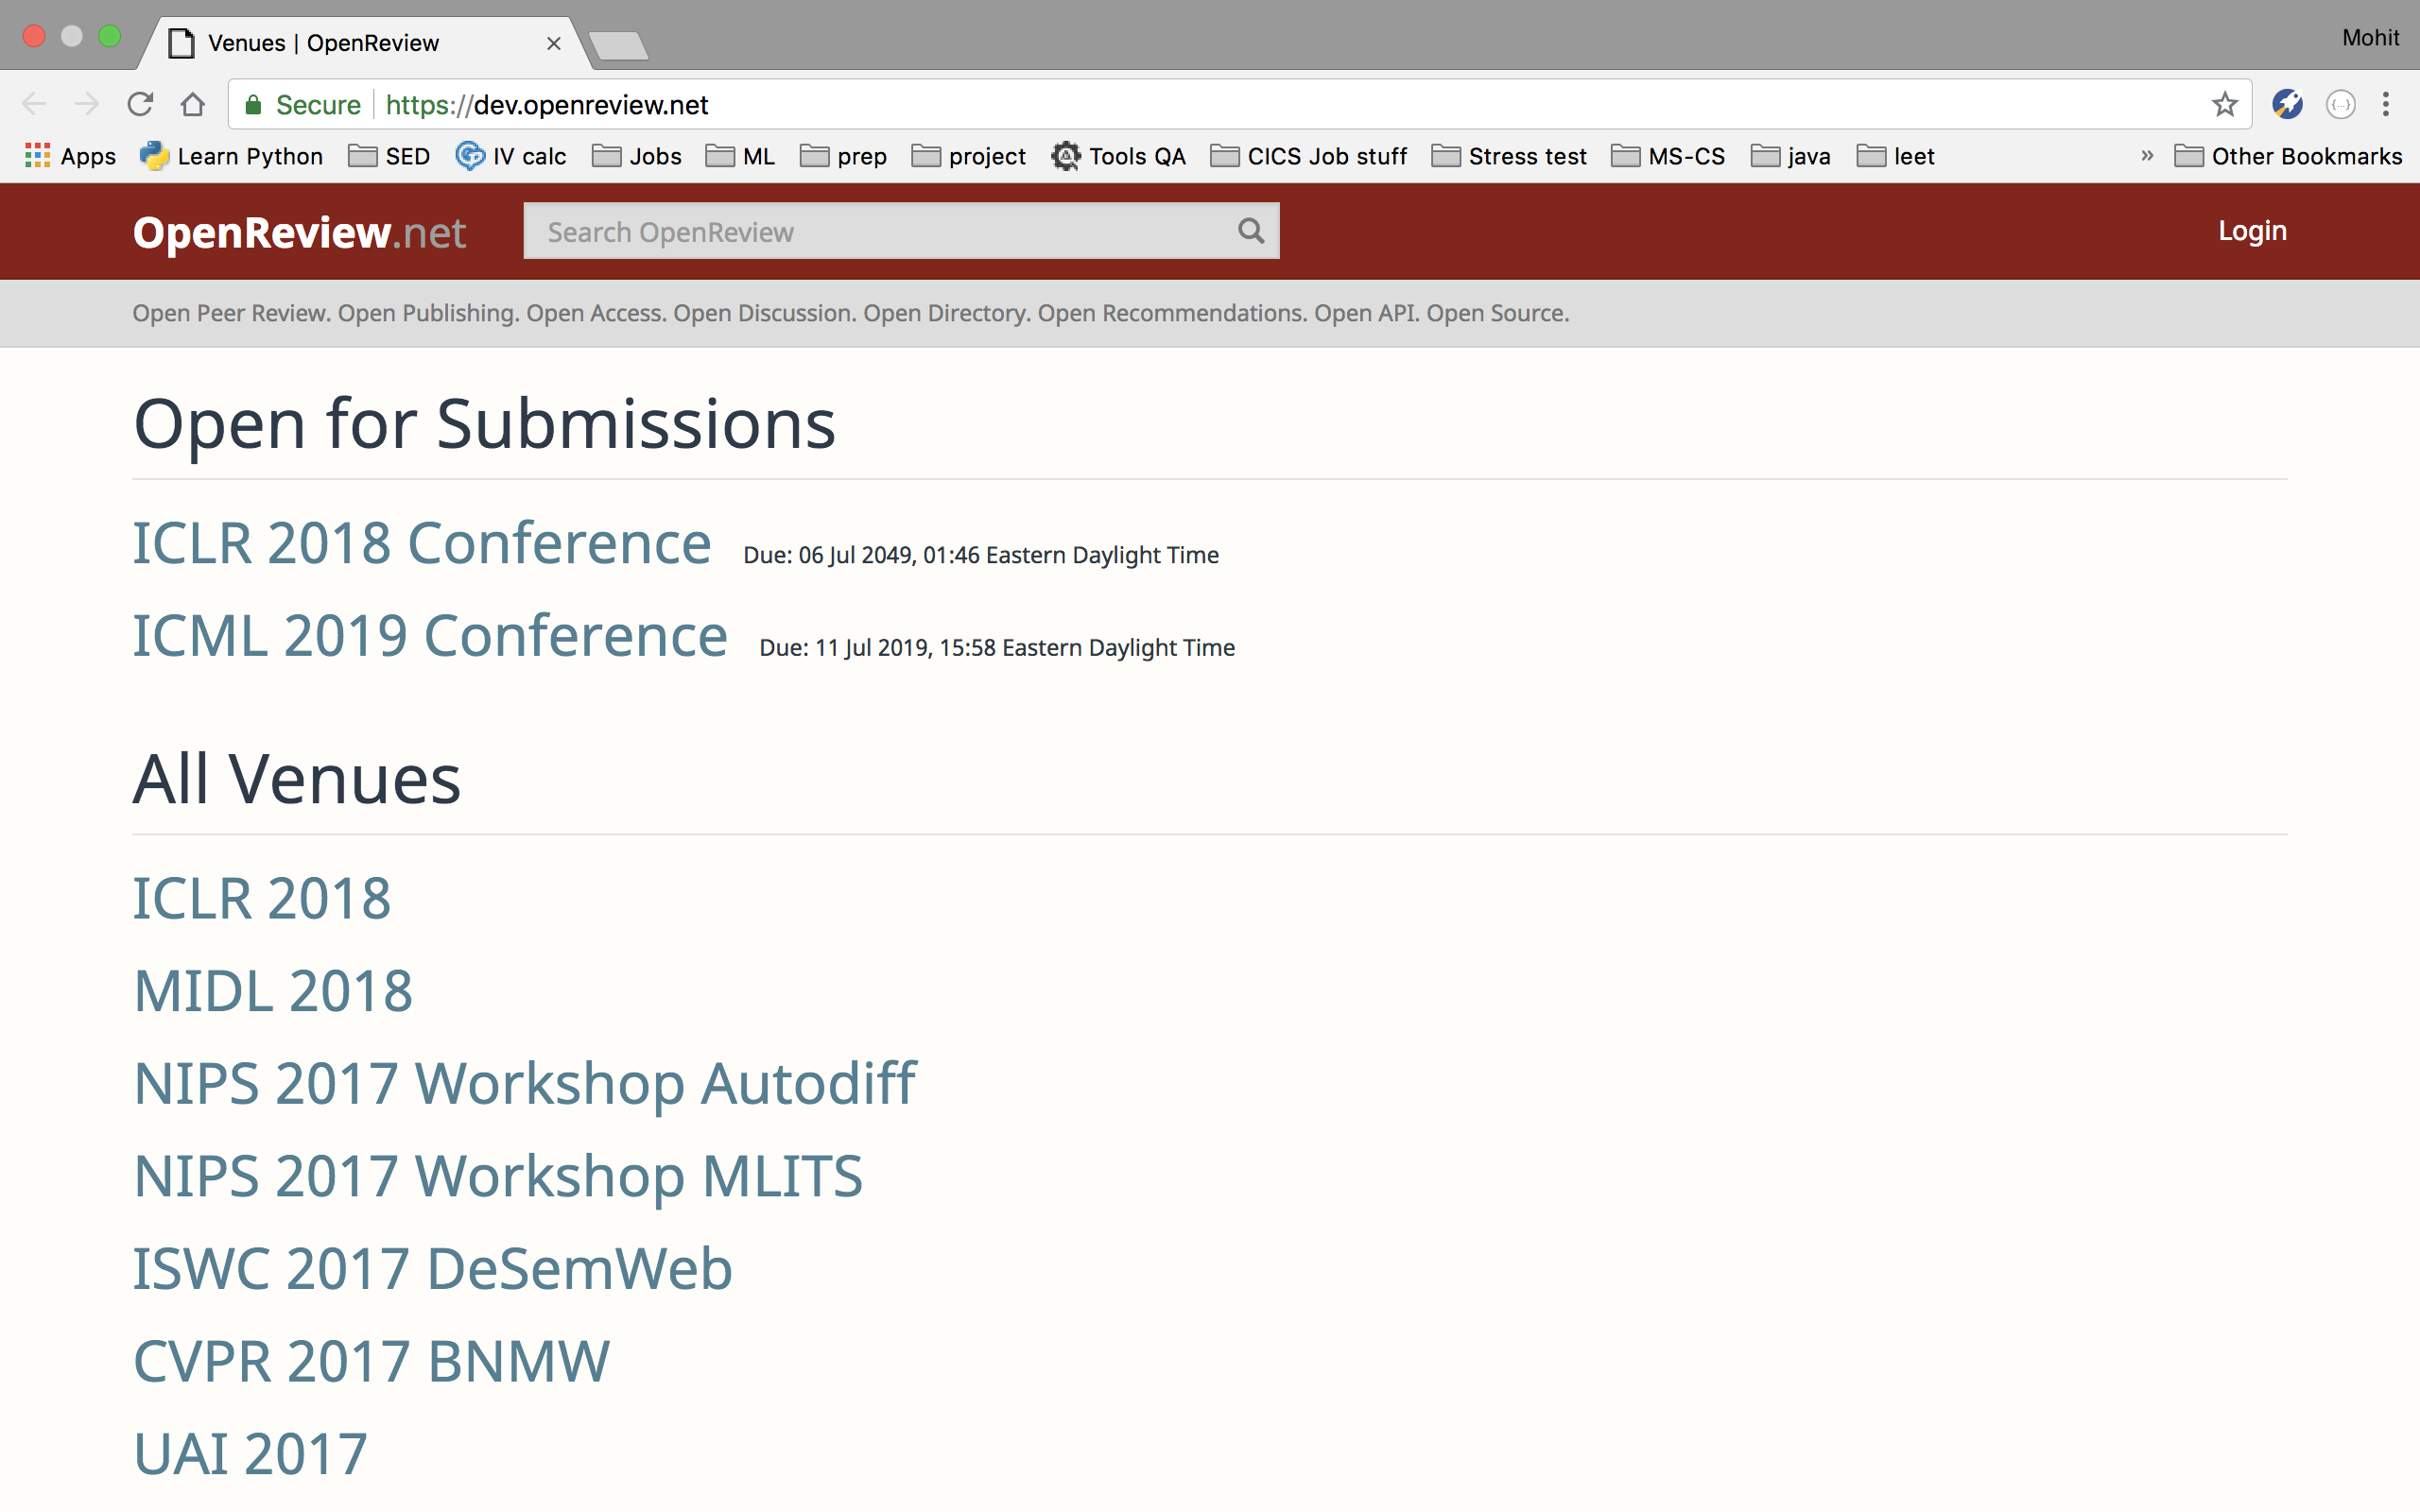 Venues | OpenReview
Mohit
Secure https://dev.openreview.net
Apps Learn Python SED IV calc Jobs ML prep project Tools QA CICS Job stuff Stress test MS-CS java leet » Other Bookmarks
OpenReview.net Search OpenReview Login
Open Peer Review. Open Publishing. Open Access. Open Discussion. Open Directory. Open Recommendations. Open API. Open Source.
Open for Submissions
ICLR 2018 Conference Due: 06 Jul 2049, 01:46 Eastern Daylight Time
ICML 2019 Conference Due: 11 Jul 2019, 15:58 Eastern Daylight Time
All Venues
ICLR 2018
MIDL 2018
NIPS 2017 Workshop Autodiff
NIPS 2017 Workshop MLITS
ISWC 2017 DeSemWeb
CVPR 2017 BNMW
UAI 2017